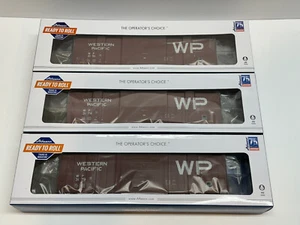 THE OPERATOR'S CHOICE
READY TO ROLL
WESTERN
PACIFIC
WP
THE OPERATOR'S CHOICE
READY TO ROLL
WESTERN
PACIFIC
WP
THE OPERATOR'S CHOICE
READY TO ROLL
WESTERN
PACIFIC
WP